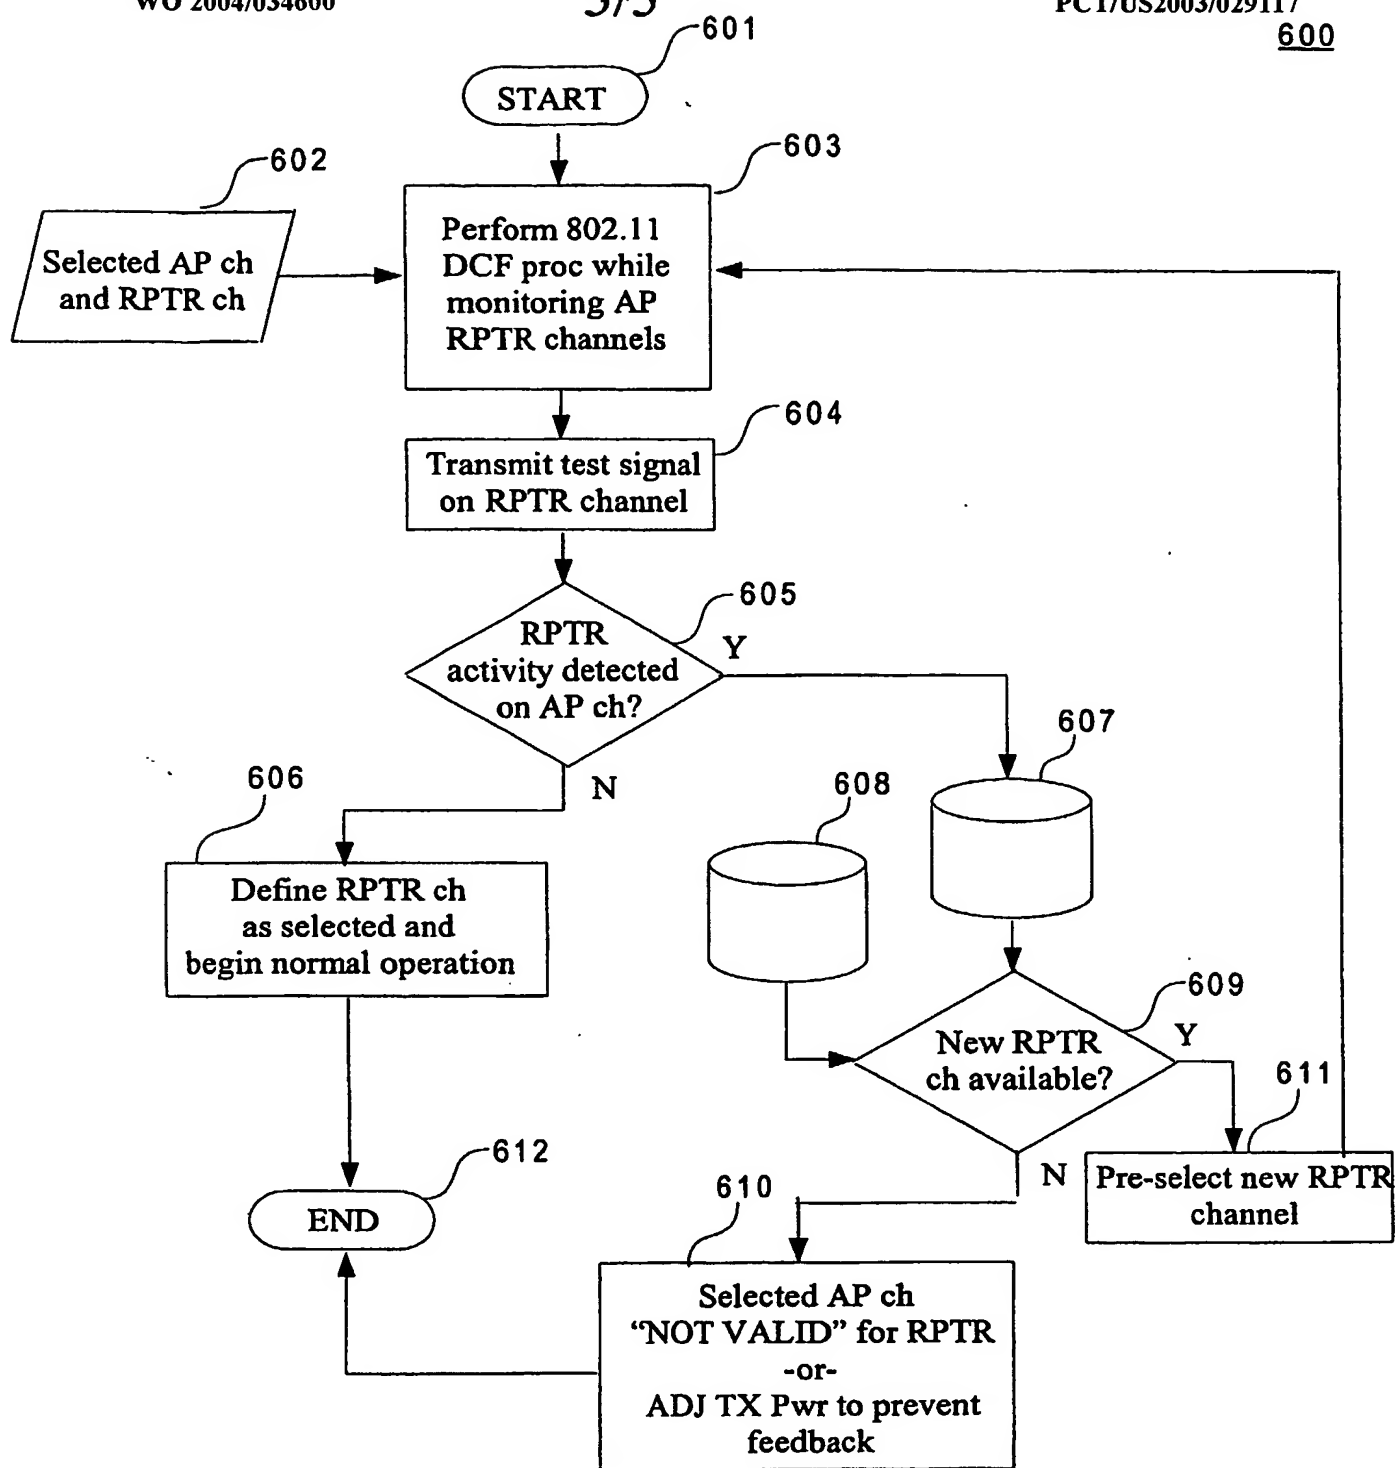 WO 2004/034600
5/5
PCT/US2003/029117
600
601
START
602
603
Selected AP ch
and RPTR ch
Perform 802.11
DCF proc while
monitoring AP
RPTR channels
604
Transmit test signal
on RPTR channel
605
RPTR
activity detected
on AP ch?
Y
N
606
607
608
Define RPTR ch
as selected and
begin normal operation
609
New RPTR
ch available?
Y
611
N
Pre-select new RPTR
channel
612
END
610
Selected AP ch
“NOT VALID” for RPTR
-or-
ADJ TX Pwr to prevent
feedback